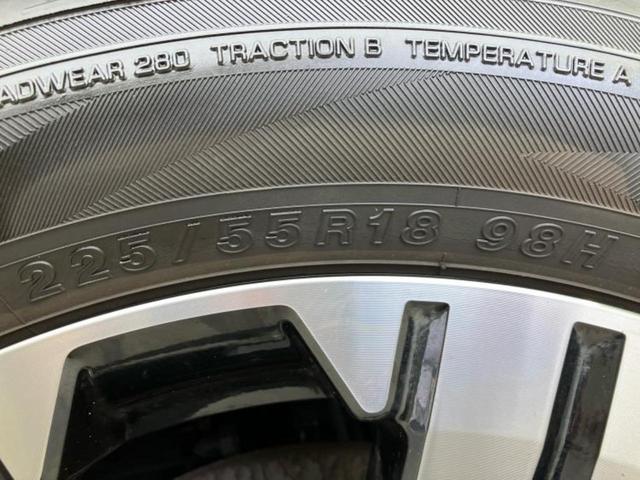 ADWEAR 280 TRACTION B TEMPERATURE A
225/55R18 98H